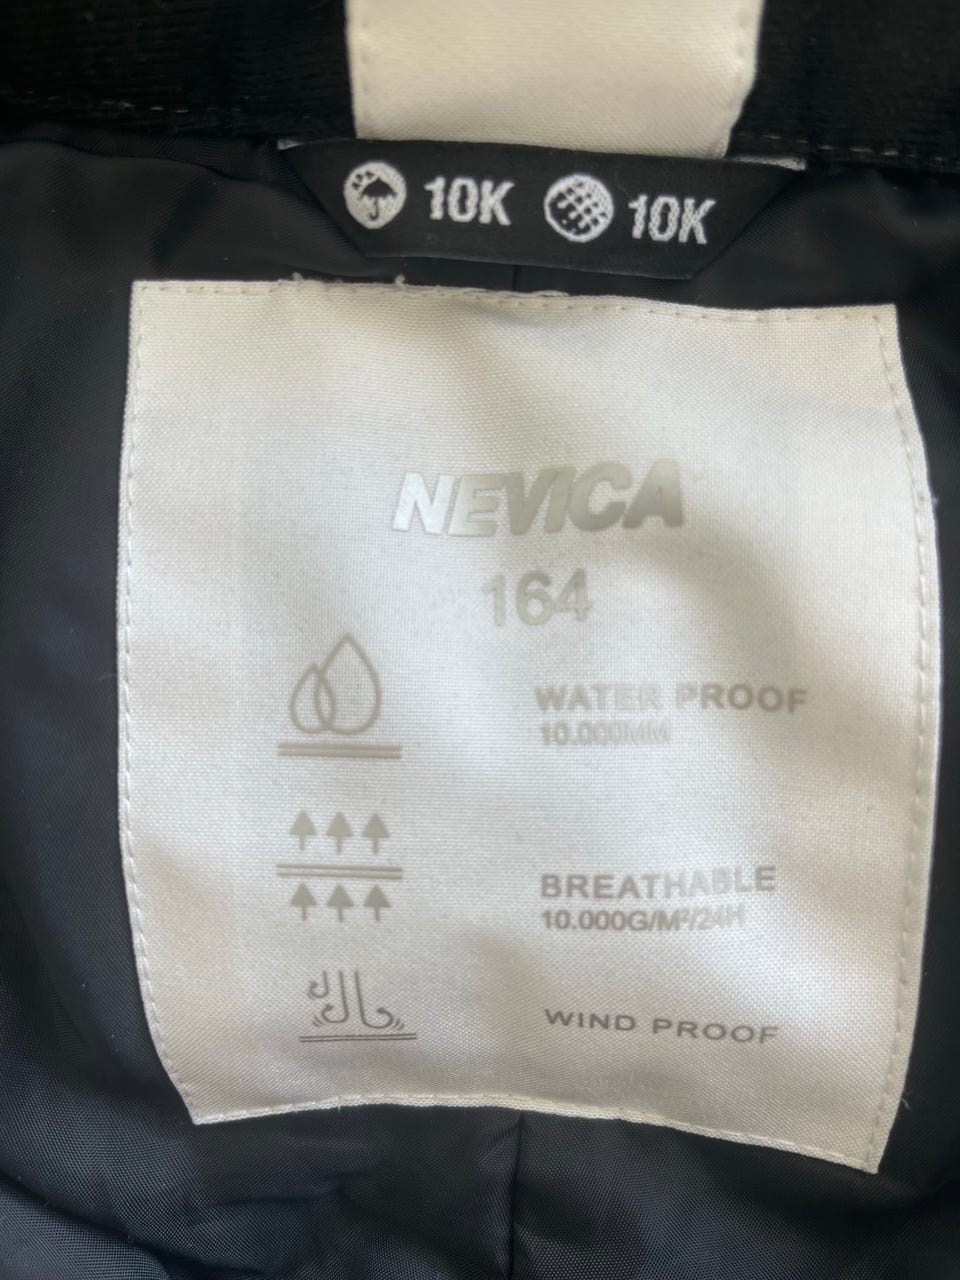 10K 10K
NEVICA
164
WATER PROOF
10.000MM
BREATHABLE
10.000G/M²/24H
WIND PROOF